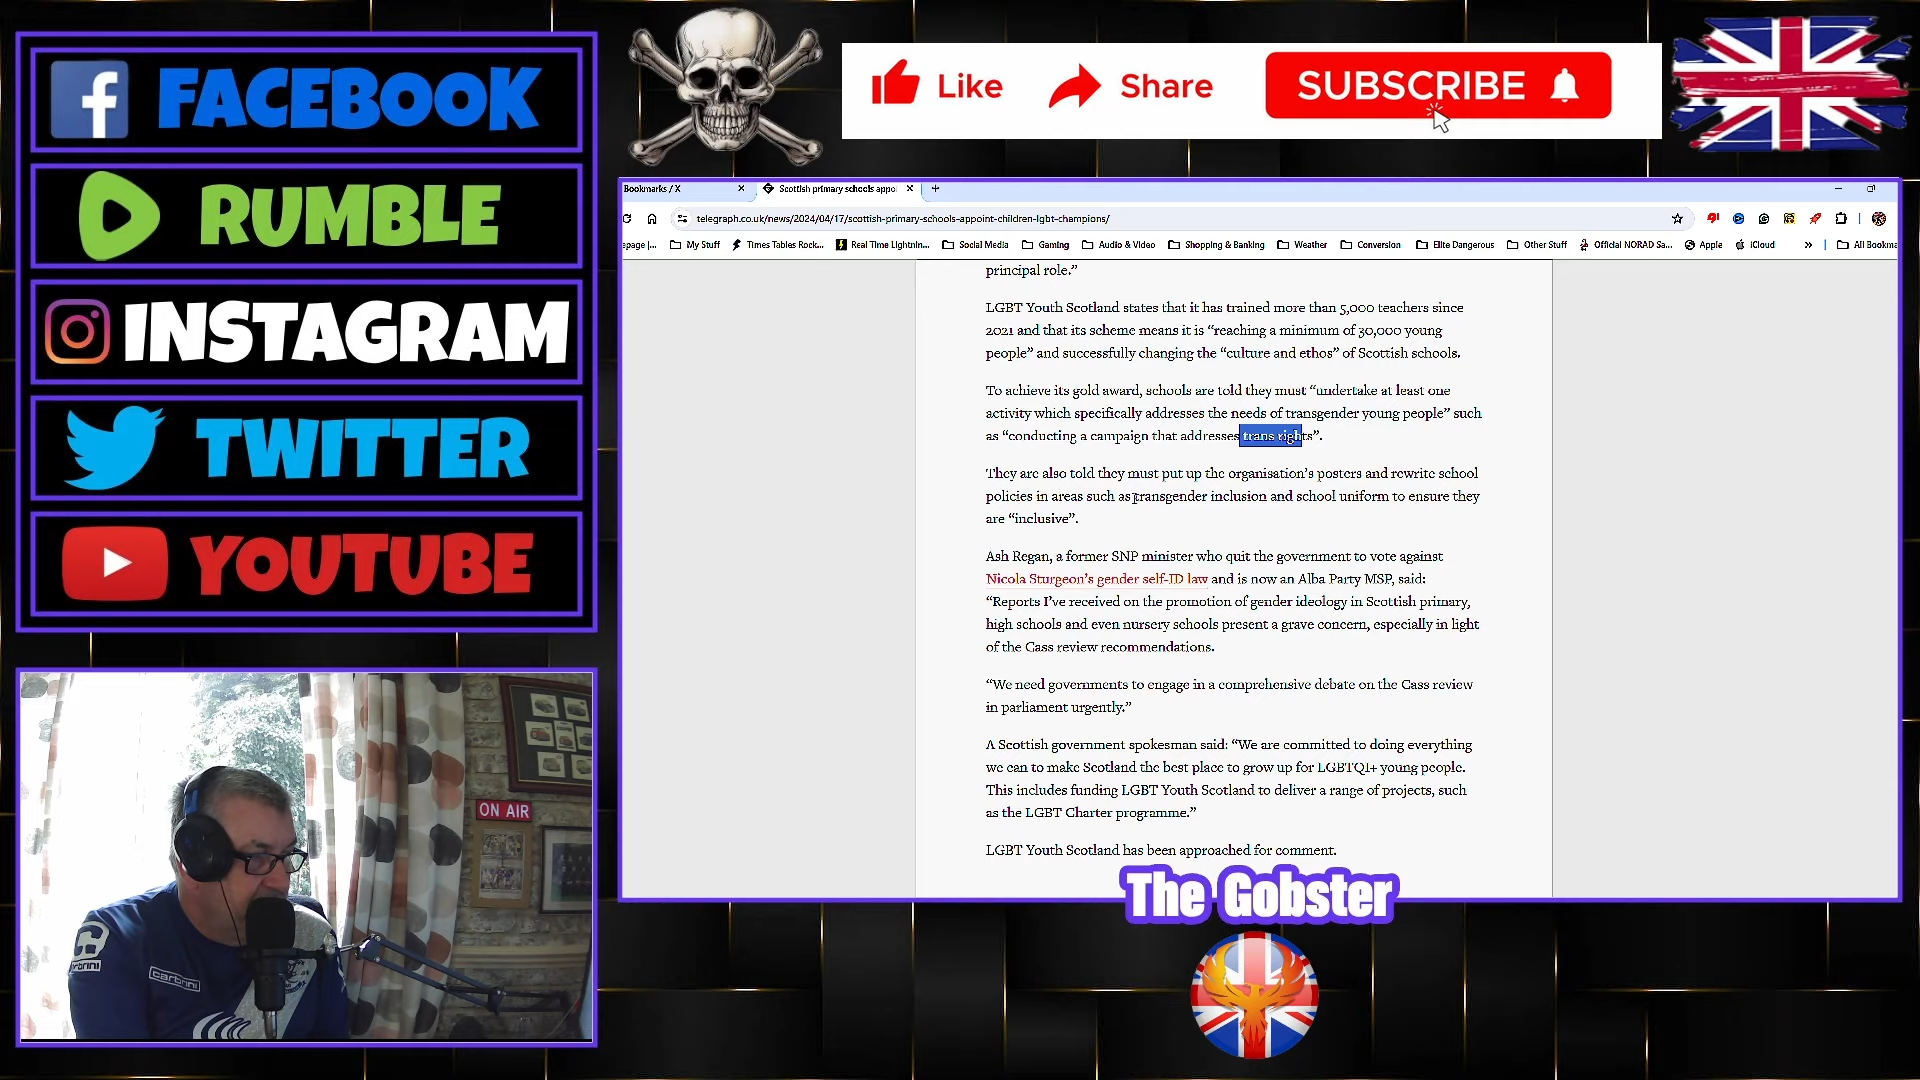 FACEBOOK
RUMBLE
INSTAGRAM
TWITTER
YOUTUBE
Like
Share
SUBSCRIBE
Bookmarks / X
Scottish primary schools appo
telegraph.co.uk/news/2024/04/17/scottish-primary-schools-appoint-children-lgbt-champions/
epage |...
My Stuff
Times Tables Rock...
Real Time Lightnin...
Social Media
Gaming
Audio & Video
Shopping & Banking
Weather
Conversion
Elite Dangerous
Other Stuff
Official NORAD Sa...
Apple
iCloud
»
All Bookma
principal role.”
LGBT Youth Scotland states that it has trained more than 5,000 teachers since
2021 and that its scheme means it is “reaching a minimum of 30,000 young
people” and successfully changing the “culture and ethos” of Scottish schools.
To achieve its gold award, schools are told they must “undertake at least one
activity which specifically addresses the needs of transgender young people” such
as “conducting a campaign that addresses trans rights”.
They are also told they must put up the organisation’s posters and rewrite school
policies in areas such as transgender inclusion and school uniform to ensure they
are “inclusive”.
Ash Regan, a former SNP minister who quit the government to vote against
Nicola Sturgeon’s gender self-ID law and is now an Alba Party MSP, said:
“Reports I’ve received on the promotion of gender ideology in Scottish primary,
high schools and even nursery schools present a grave concern, especially in light
of the Cass review recommendations.
“We need governments to engage in a comprehensive debate on the Cass review
in parliament urgently.”
A Scottish government spokesman said: “We are committed to doing everything
we can to make Scotland the best place to grow up for LGBTQI+ young people.
This includes funding LGBT Youth Scotland to deliver a range of projects, such
as the LGBT Charter programme.”
LGBT Youth Scotland has been approached for comment.
The Gobster
ON AIR
carbrini